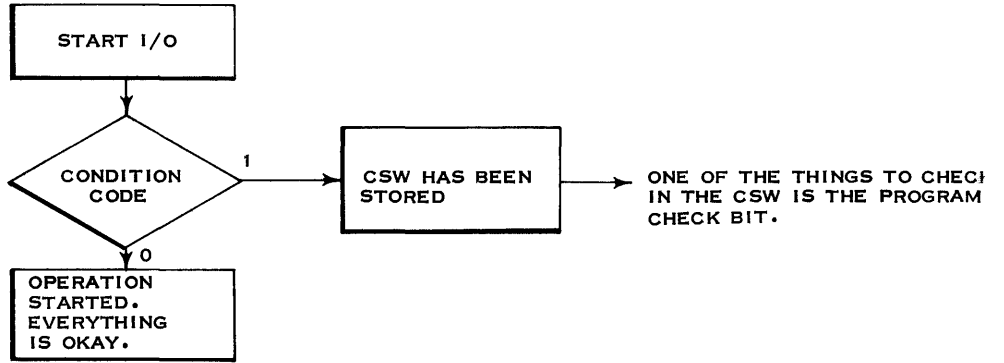 START I/O
CONDITION
CODE
1
CSW HAS BEEN
STORED
ONE OF THE THINGS TO
IN THE CSW IS THE PROGRAM
CHECK BIT.
0
OPERATION
STARTED.
EVERYTHING
IS OKAY.